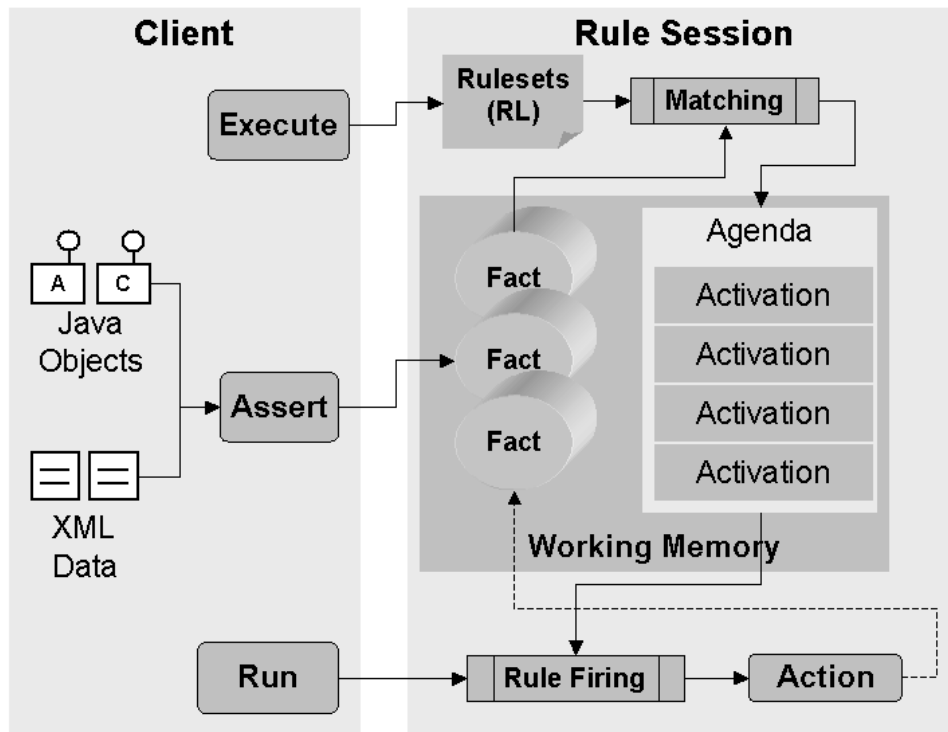 Client
Execute
A
C
Java
Objects
Assert
XML
Data
Run
Rule Session
Rulesets
(RL)
Matching
Fact
Fact
Fact
Agenda
Activation
Activation
Activation
Activation
Working Memory
Rule Firing
Action